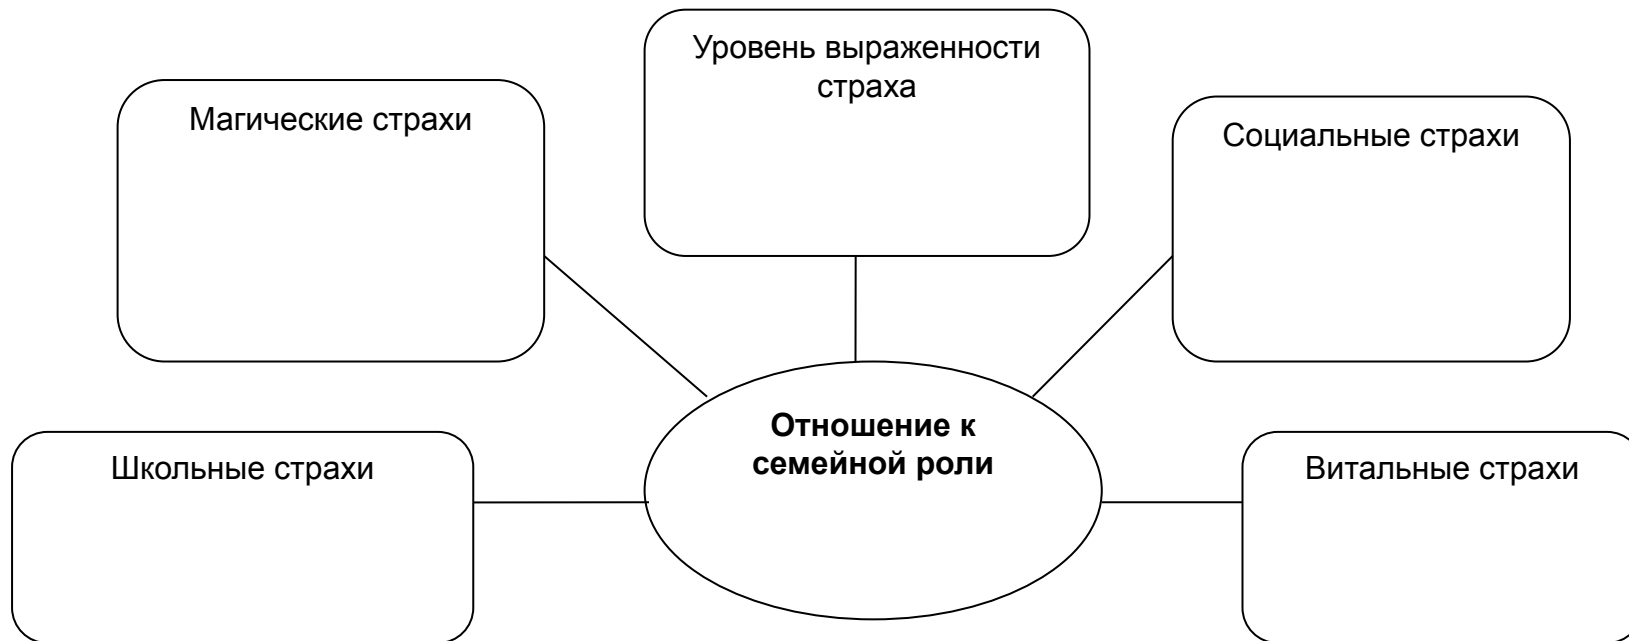 Уровень выраженности
страха
Магические страхи
Социальные страхи
Отношение к
семейной роли
Школьные страхи
Витальные страхи